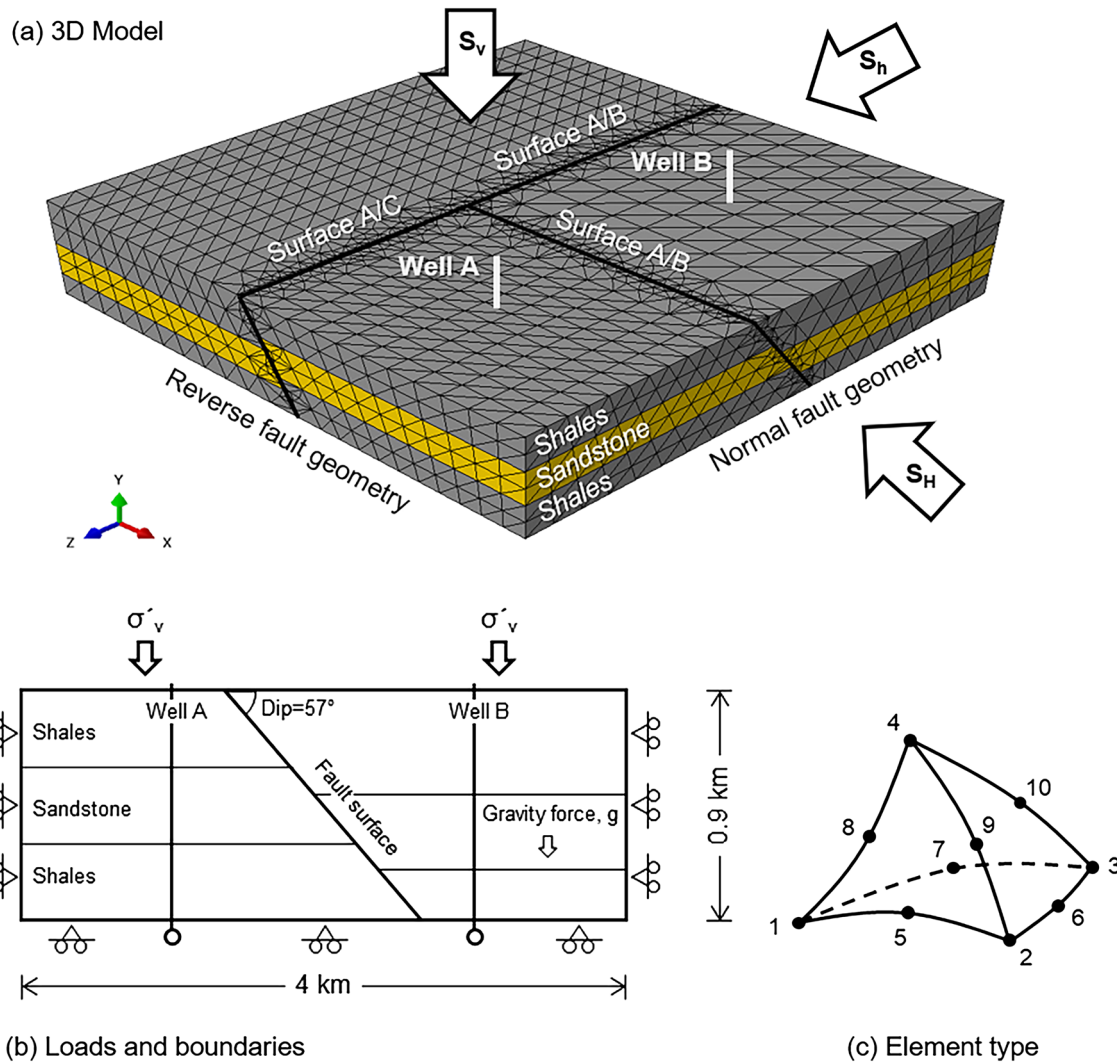 (a) 3D Model
Sv
Sh
Surface A/B
Well B
Surface A/C
Surface A/B
Well A
Reverse fault geometry
Shales
Sandstone
Shales
Normal fault geometry
SH
Y
Z
X
σ´v
σ´v
Well A
Dip=57°
Well B
Shales
Fault surface
Sandstone
Gravity force, g
Shales
0.9 km
4 km
4
10
8
9
7
3
6
1
5
2
(b) Loads and boundaries
(c) Element type